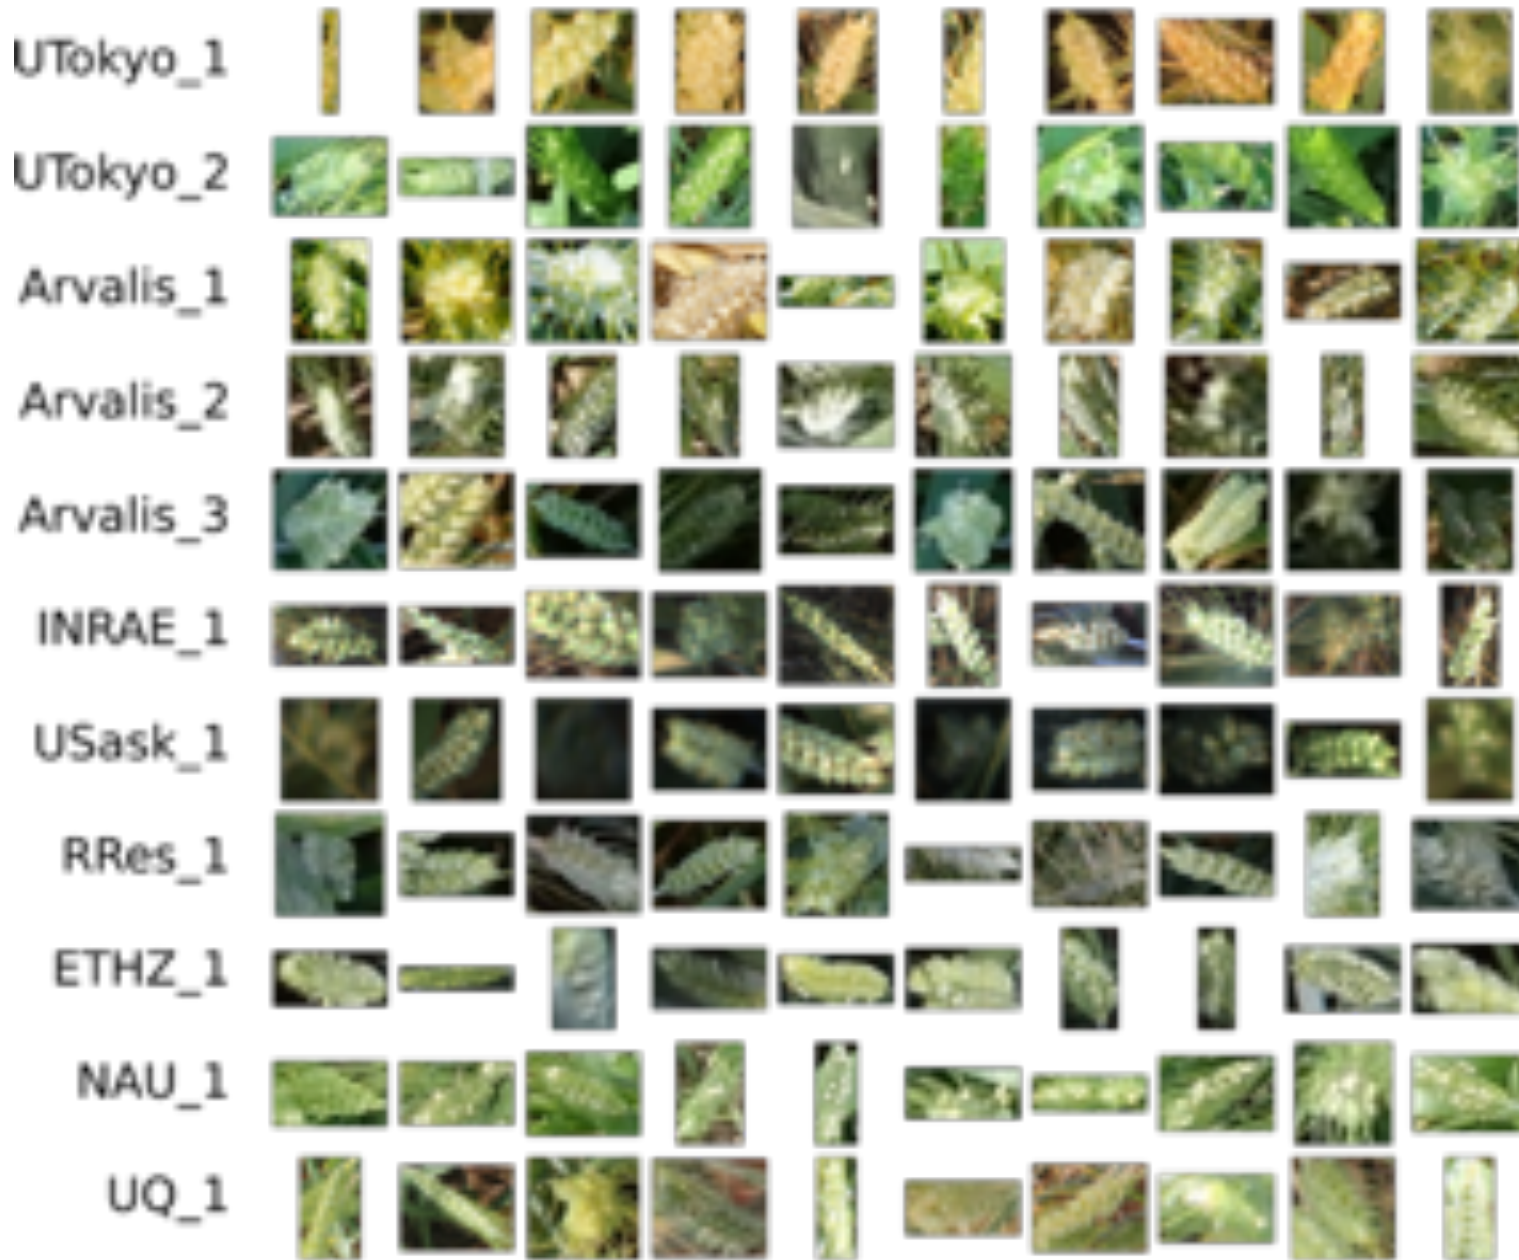 UTokyo_1
UTokyo_2
Arvalis_1
Arvalis_2
Arvalis_3
INRAE_1
USask_1
RRes_1
ETHZ_1
NAU_1
UQ_1